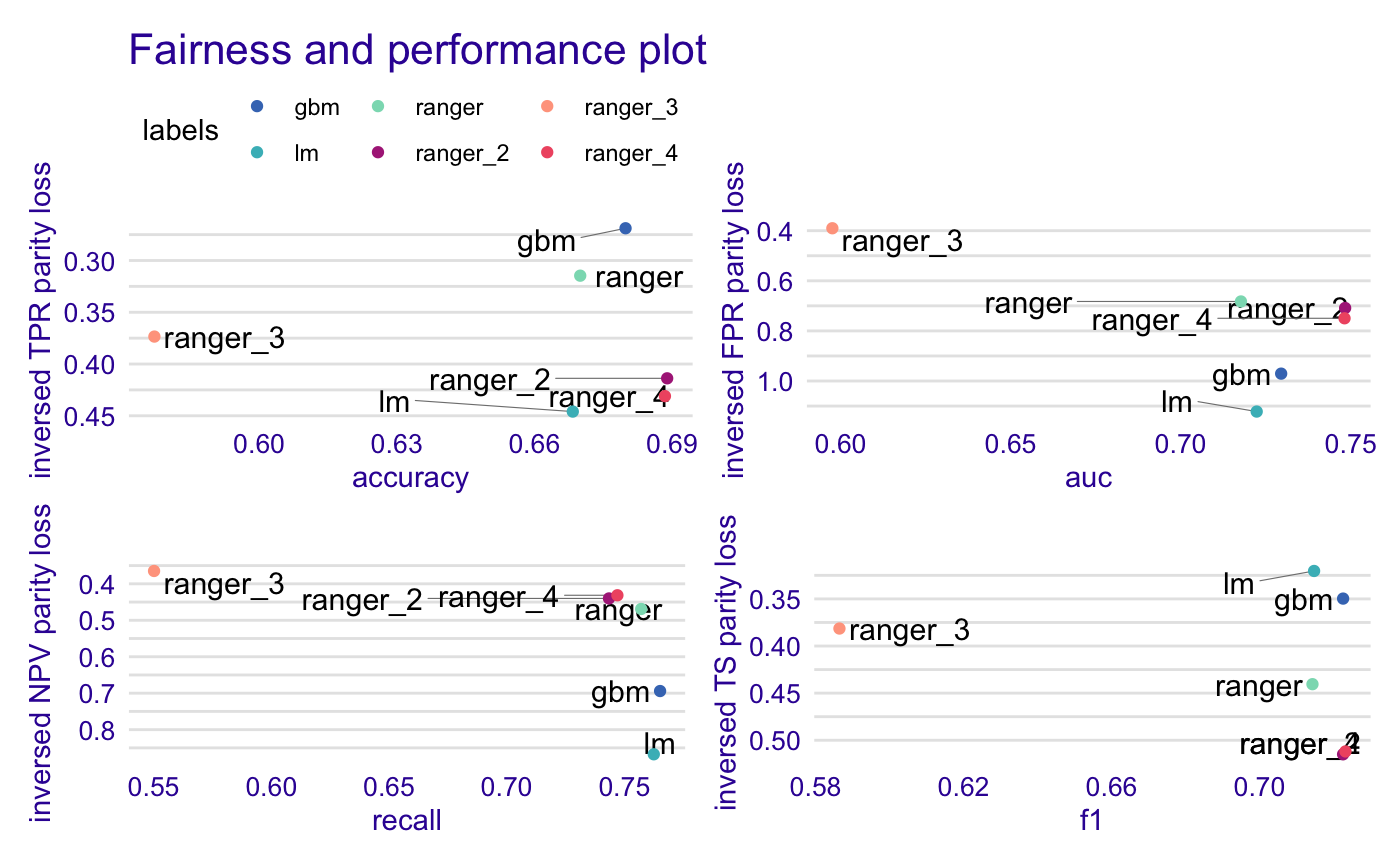 Fairness and performance plot
labels
gbm
ranger
ranger_3
lm
ranger_2
ranger_4
inversed TPR parity loss
0.30
0.35
0.40
0.45
gbm
ranger
ranger_3
ranger_2
ranger_4
lm
0.60
0.63
0.66
0.69
accuracy
inversed FPR parity loss
0.4
0.6
0.8
1.0
ranger_3
ranger
ranger_2
ranger_4
gbm
lm
0.60
0.65
0.70
0.75
auc
inversed NPV parity loss
0.4
0.5
0.6
0.7
0.8
ranger_3
ranger_2
ranger_4
ranger
gbm
lm
0.55
0.60
0.65
0.70
0.75
recall
inversed TS parity loss
0.35
0.40
0.45
0.50
lm
gbm
ranger_3
ranger
ranger_2
ranger_4
0.58
0.62
0.66
0.70
f1